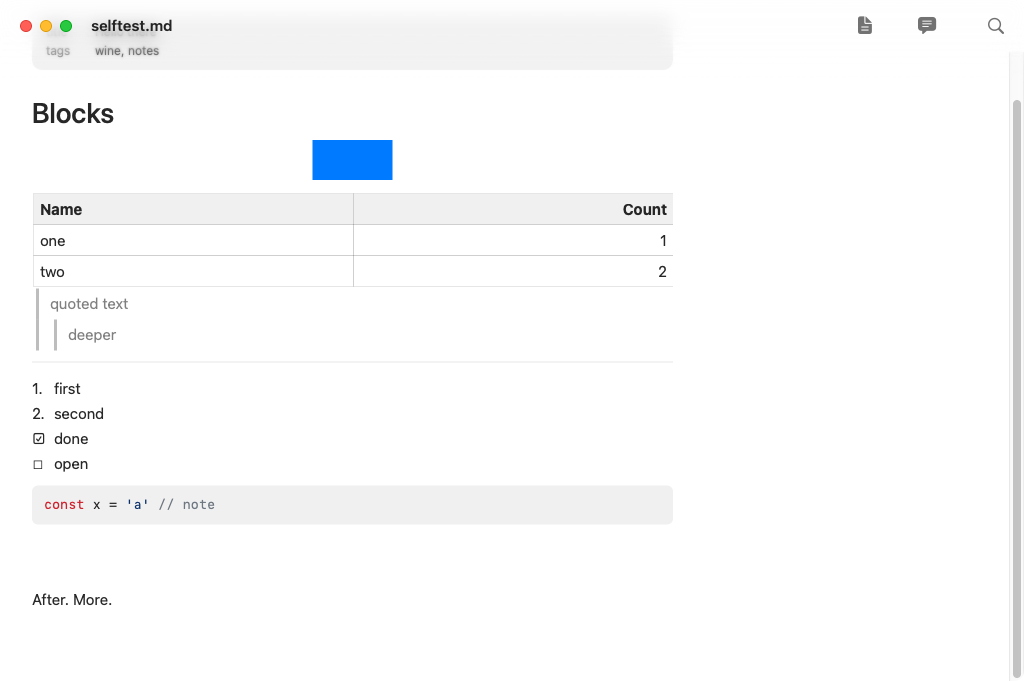 selftest.md
tags wine, notes
Blocks
Name Count
one 1
two 2
quoted text
deeper
1. first
2. second
done
open
const x = 'a' // note
After. More.